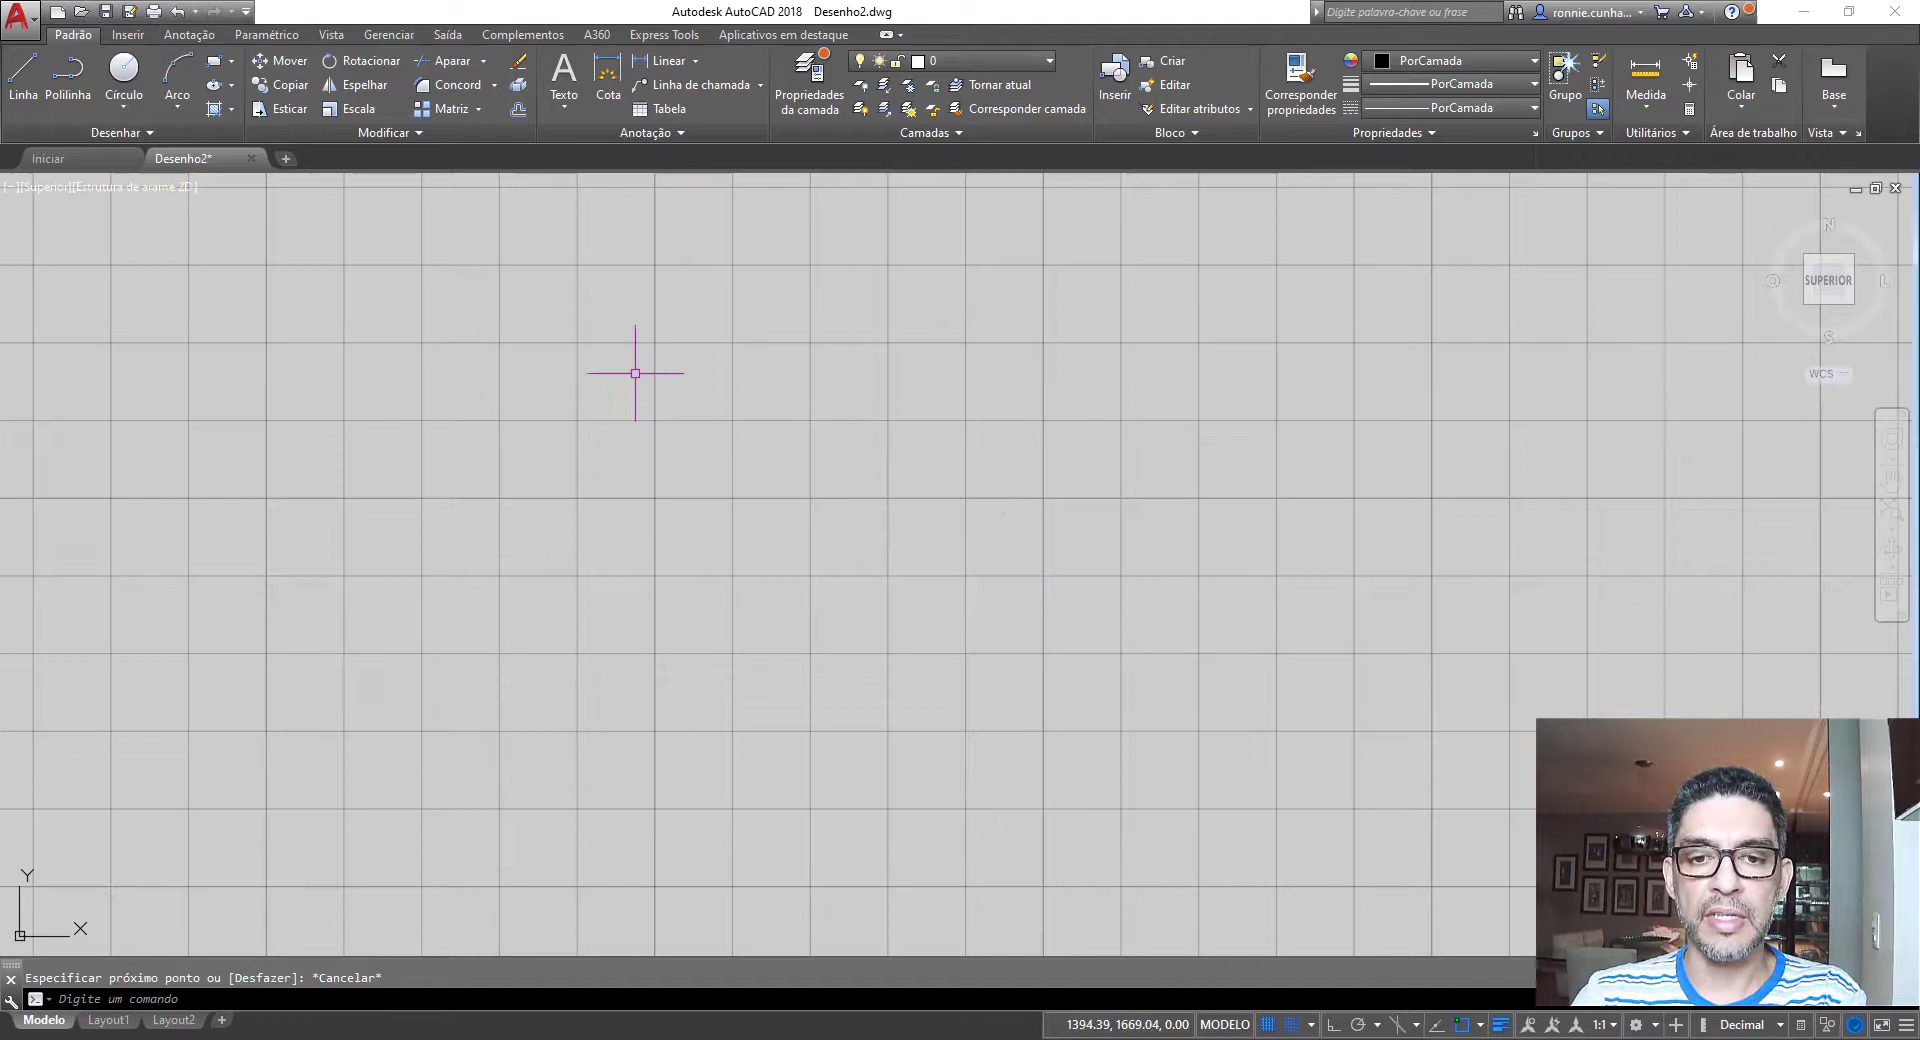 Autodesk AutoCAD 2018 Desenho2.dwg
Digite palavra-chave ou frase
ronnie.cunha...
Padrão Inserir Anotação Paramétrico Vista Gerenciar Saída Complementos A360 Express Tools Aplicativos em destaque
Linha Polilinha Círculo Arco
Mover Rotacionar Aparar
Copiar Espelhar Concord
Esticar Escala Matriz
Texto Cota
Linear
Linha de chamada
Tabela
Propriedades da camada
0
Tornar atual
Corresponder camada
Inserir
Criar
Editar
Editar atributos
Corresponder propriedades
PorCamada
PorCamada
PorCamada
Grupo Medida Colar Base
Desenhar Modificar Anotação Camadas Bloco Propriedades Grupos Utilitários Área de trabalho Vista
Iniciar Desenho2*
[−][Superior][Estrutura de arame 2D]
N
O SUPERIOR L
S
WCS
Y
X
Especificar próximo ponto ou [Desfazer]: *Cancelar*
Digite um comando
Modelo Layout1 Layout2 +
1394.39, 1669.04, 0.00 MODELO 1:1 Decimal